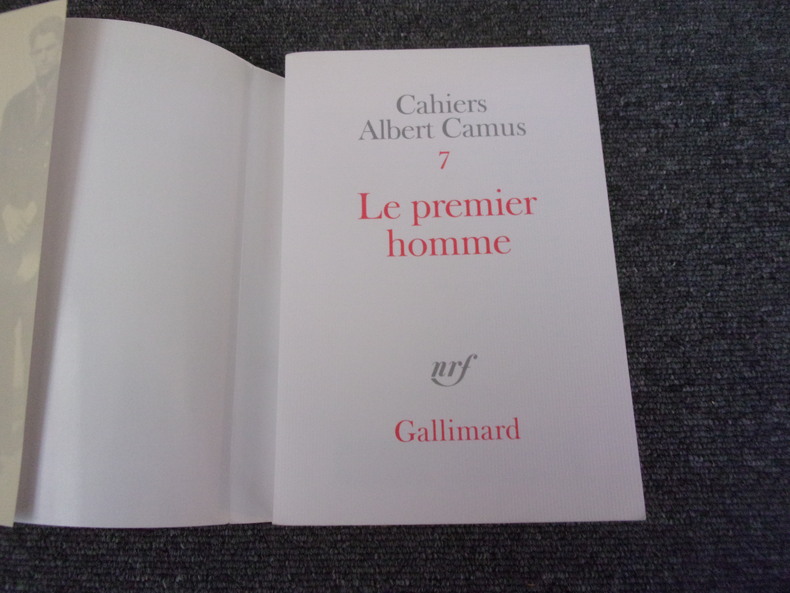 Cahiers
Albert Camus
7
Le premier
homme
nrf
Gallimard